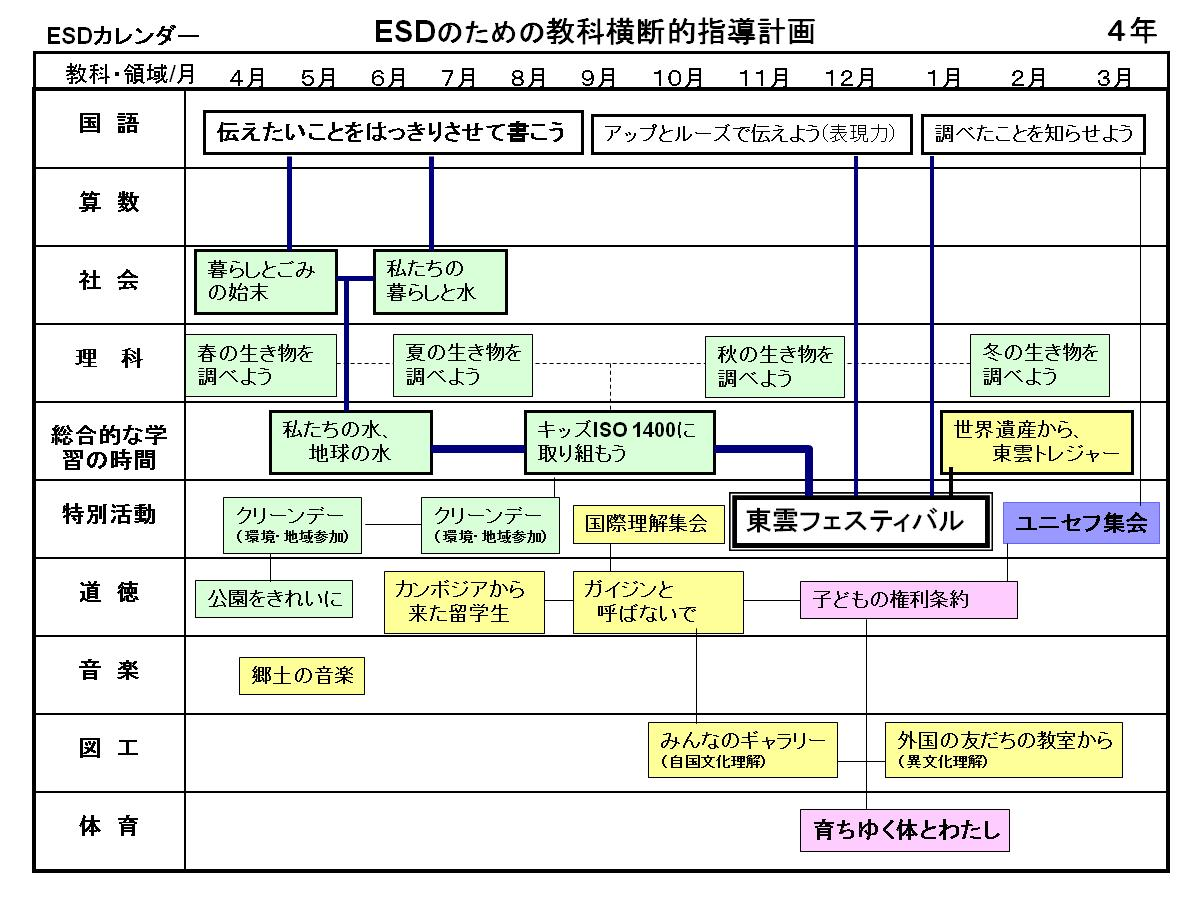 ESDカレンダー
ESDのための教科横断的指導計画
４年
教科・領域/月
４月
５月
６月
７月
８月
９月
１０月
１１月
１２月
１月
２月
３月
国 語
伝えたいことをはっきりさせて書こう
アップとルーズで伝えよう(表現力)
調べたことを知らせよう
算 数
社 会
暮らしとごみ
の始末
私たちの
暮らしと水
理 科
春の生き物を
調べよう
夏の生き物を
調べよう
秋の生き物を
調べよう
冬の生き物を
調べよう
総合的な学
習の時間
私たちの水、
地球の水
キッズISO 1400に
取り組もう
世界遺産から、
東雲トレジャー
特別活動
クリーンデー
(環境・地域参加)
クリーンデー
(環境・地域参加)
国際理解集会
東雲フェスティバル
ユニセフ集会
道 徳
公園をきれいに
カンボジアから
来た留学生
ガイジンと
呼ばないで
子どもの権利条約
音 楽
郷土の音楽
図 工
みんなのギャラリー
(自国文化理解)
外国の友だちの教室から
(異文化理解)
体 育
育ちゆく体とわたし